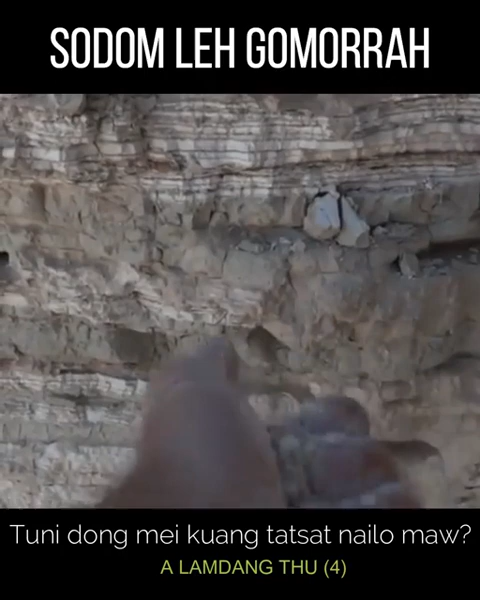 SODOM LEH GOMORRAH
Tuni dong mei kuang tatsat nailo maw?
A LAMDANG THU (4)